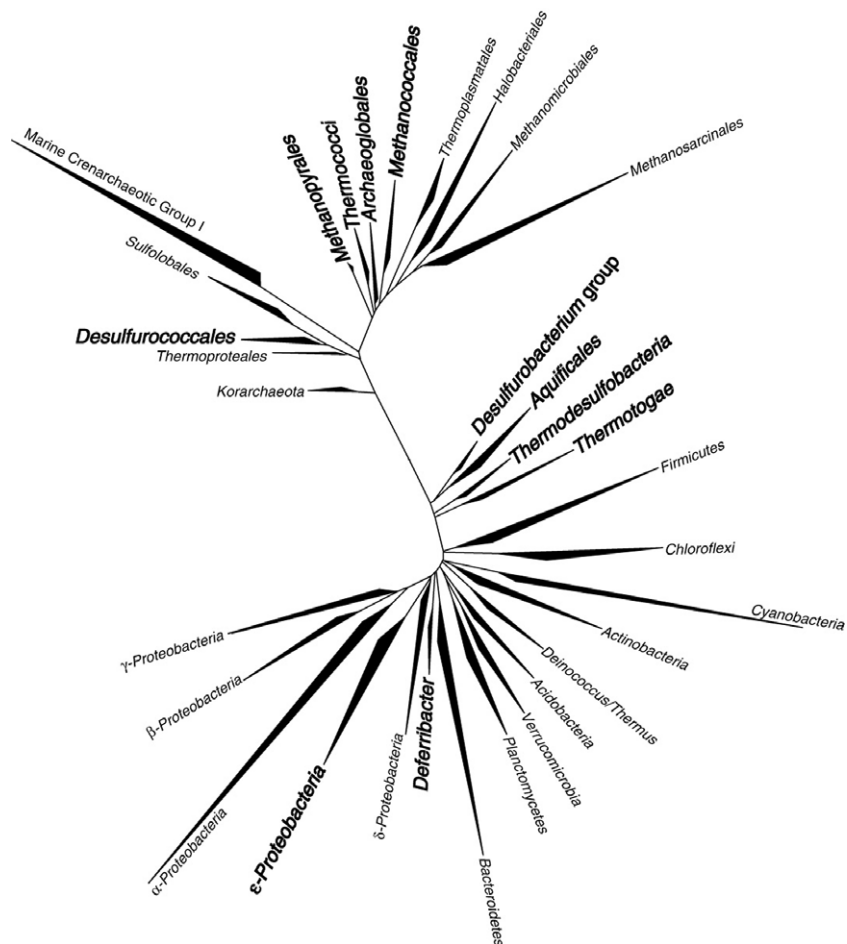 Marine Crenarchaeotic Group I
Sulfolobales
Desulfurococcales
Thermoproteales
Korarchaeota
Methanopyrales
Thermococci
Archaeoglobales
Methanococcales
Thermoplasmatales
Halobacteriales
Methanomicrobiales
Methanosarcinales
Desulfurobacterium group
Aquificales
Thermodesulfobacteria
Thermotogae
Firmicutes
Chloroflexi
Cyanobacteria
Actinobacteria
Deinococcus/Thermus
Acidobacteria
Verrucomicrobia
Planctomycetes
Bacteroidetes
Deferribacter
δ-Proteobacteria
ε-Proteobacteria
α-Proteobacteria
β-Proteobacteria
γ-Proteobacteria